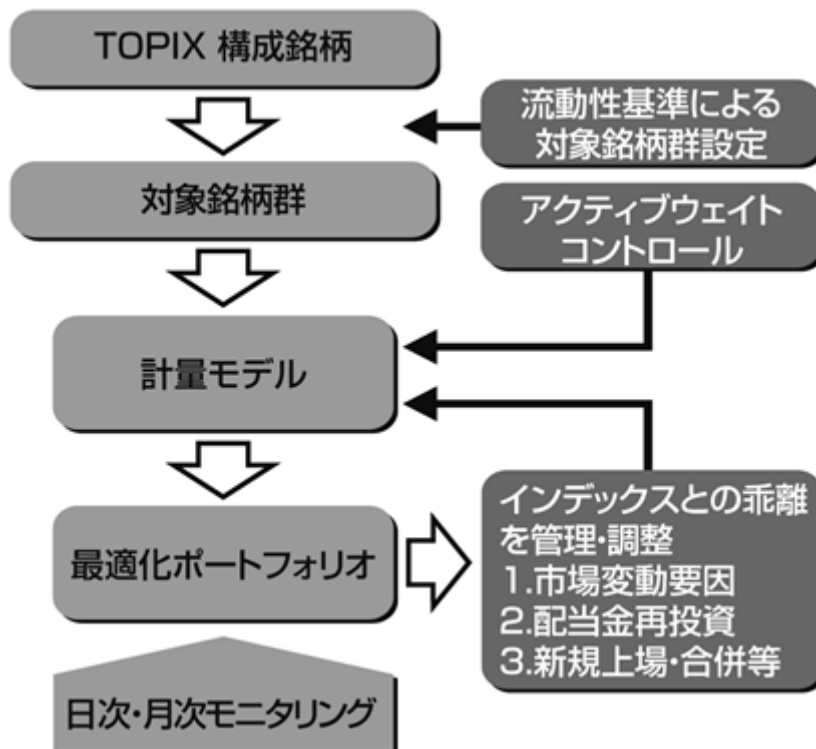 TOPIX 構成銘柄
流動性基準による
対象銘柄群設定
対象銘柄群
アクティブウェイト
コントロール
計量モデル
最適化ポートフォリオ
インデックスとの乖離
を管理・調整
1.市場変動要因
2.配当金再投資
3.新規上場・合併等
日次・月次モニタリング